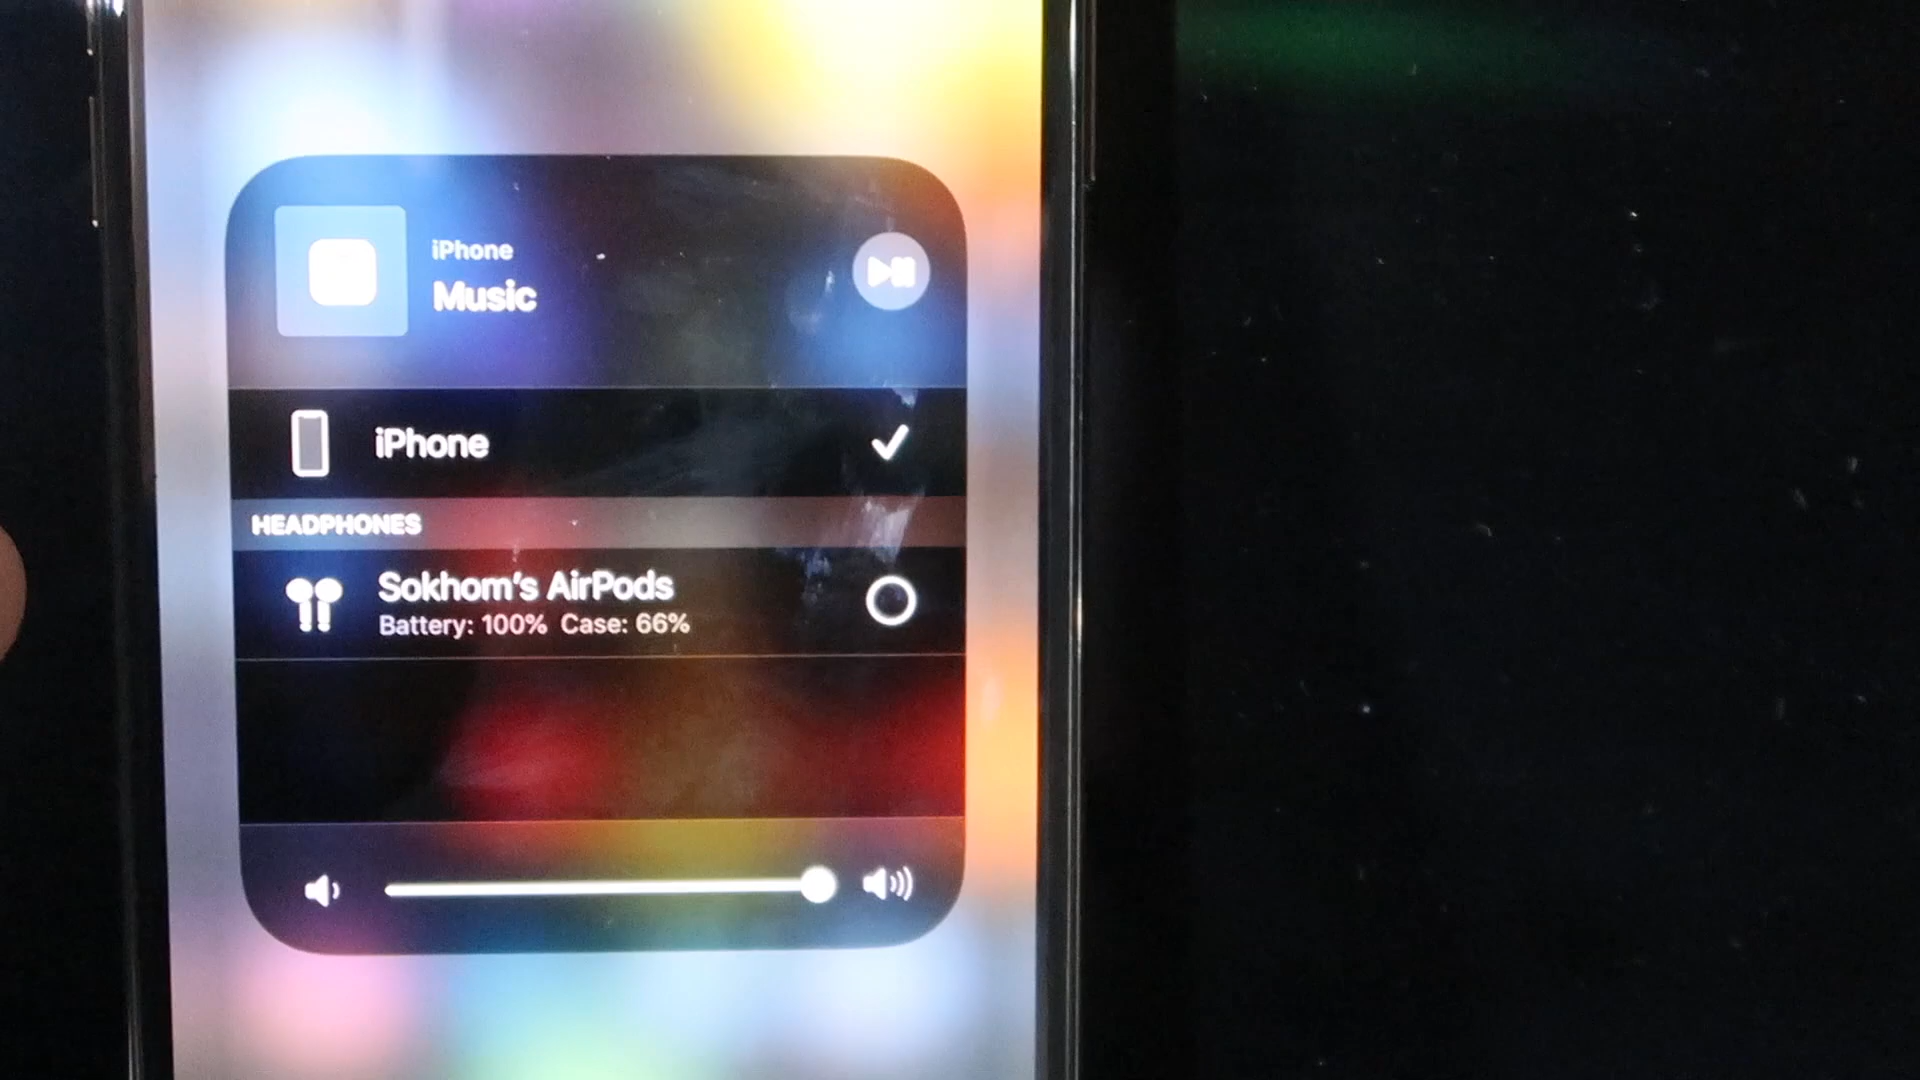 iPhone
Music
iPhone
HEADPHONES
Sokhom's AirPods
Battery: 100% Case: 66%